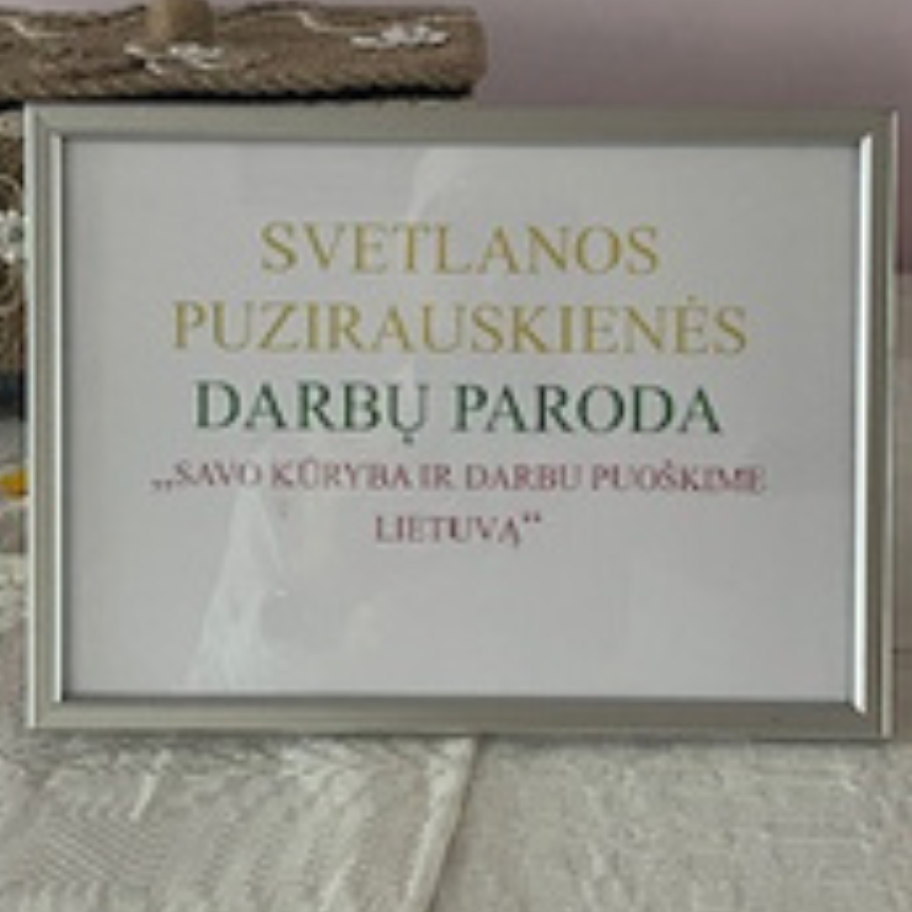 SVETLANOS
PUZIRAUSKIENĖS
DARBŲ PARODA
„SAVO KŪRYBA IR DARBU PUOŠKIME
LIETUVĄ“